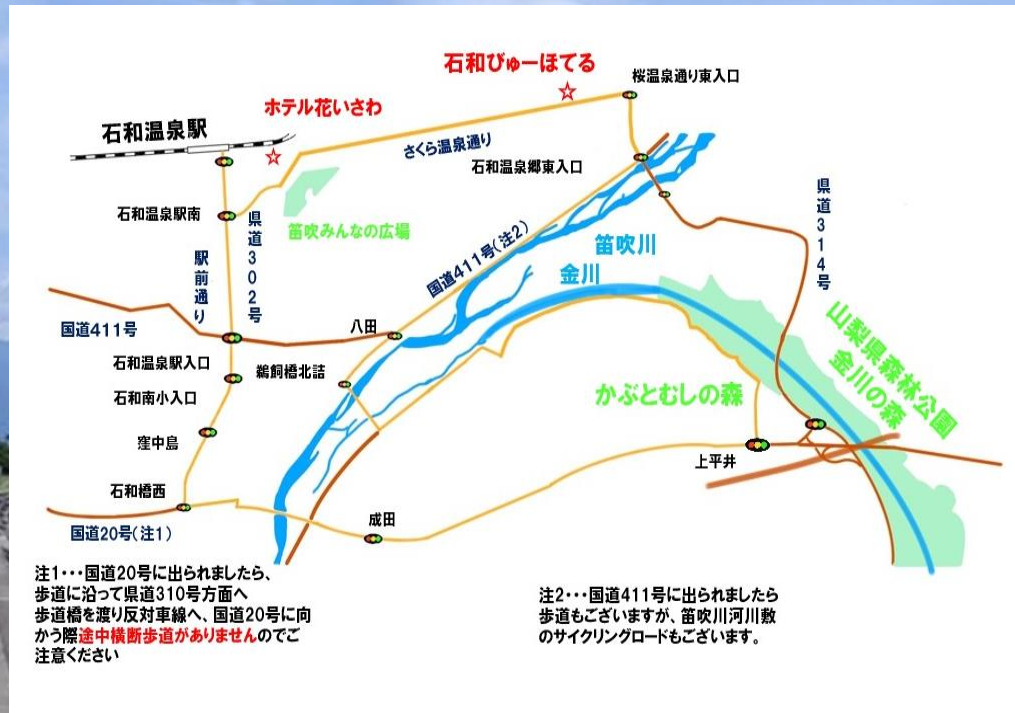 石和びゅーほてる
桜温泉通り東入口
ホテル花いさわ
石和温泉駅
さくら温泉通り
石和温泉郷東入口
石和温泉駅南
県道302号
駅前通り
笛吹みんなの広場
国道411号(注2)
笛吹川
金川
県道314号
国道411号
八田
山梨県森林公園
金川の森
石和温泉駅入口
鵜飼橋北詰
石和南小入口
かぶとむしの森
窪中島
上平井
石和橋西
成田
国道20号(注1)
注1・・・国道20号に出られましたら、
歩道に沿って県道310号方面へ
歩道橋を渡り反対車線へ、国道20号に向
かう際途中横断歩道がありませんのでご
注意ください
注2・・・国道411号に出られましたら
歩道もございますが、笛吹川河川敷
のサイクリングロードもございます。